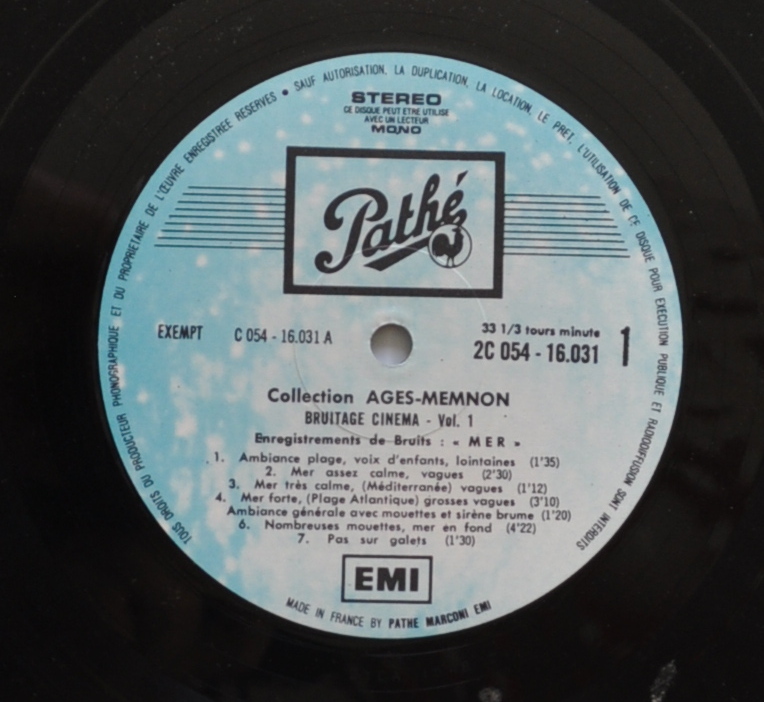 TOUS DROITS DU PRODUCTEUR PHONOGRAPHIQUE ET DU PROPRIETAIRE DE L'ŒUVRE ENREGISTREE RESERVES • SAUF AUTORISATION, LA DUPLICATION, LA LOCATION, LE PRET, L'UTILISATION DE CE DISQUE POUR EXECUTION PUBLIQUE ET RADIODIFFUSION SONT INTERDITS
STEREO
CE DISQUE PEUT ETRE UTILISE
AVEC UN LECTEUR
MONO
Pathé
EXEMPT C 054 - 16.031 A
33 1/3 tours minute
2C 054 - 16.031 1
Collection AGES-MEMNON
BRUITAGE CINEMA - Vol. 1
Enregistrements de Bruits : « MER »
1. Ambiance plage, voix d'enfants, lointaines (1'35)
2. Mer assez calme, vagues (2'30)
3. Mer très calme, (Méditerranée) vagues (1'12)
4. Mer forte, (Plage Atlantique) grosses vagues (3'10)
Ambiance générale avec mouettes et sirène brume (1'20)
6. Nombreuses mouettes, mer en fond (4'22)
7. Pas sur galets (1'30)
EMI
MADE IN FRANCE BY PATHE MARCONI EMI